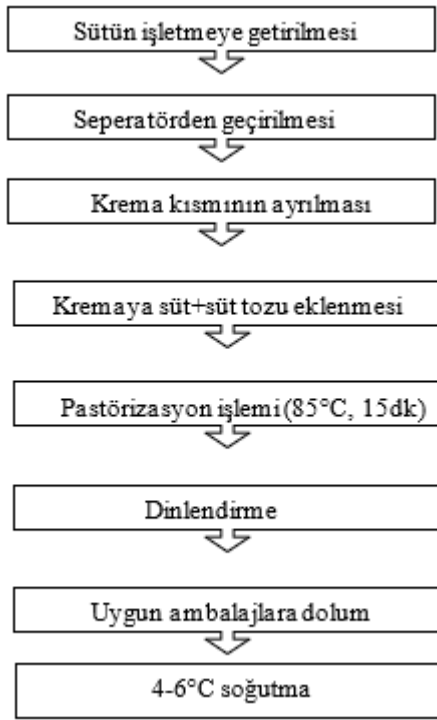 Sütün işletmeye getirilmesi
Seperatörden geçirilmesi
Krema kısmının ayrılması
Kremaya süt+süt tozu eklenmesi
Pastörizasyon işlemi (85°C, 15dk)
Dinlendirme
Uygun ambalajlara dolum
4-6°C soğutma